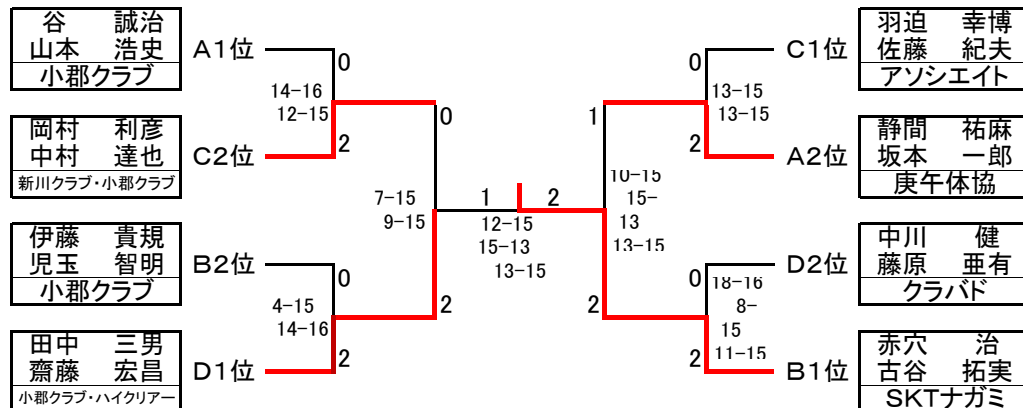 谷　誠治
山本　浩史
小郡クラブ
A1位
0
14-16
12-15
岡村　利彦
中村　達也
新川クラブ・小郡クラブ
C2位
2
0
7-15
9-15
伊藤　貴規
児玉　智明
小郡クラブ
B2位
0
4-15
14-16
田中　三男
齋藤　宏昌
小郡クラブ・ハイクリアー
D1位
2
2
1
2
12-15
15-13
13-15
羽迫　幸博
佐藤　紀夫
アソシエイト
C1位
0
13-15
13-15
静間　祐麻
坂本　一郎
庚午体協
A2位
2
1
10-15
15-
13
13-15
中川　健
藤原　亜有
クラバド
D2位
0
18-16
8-
15
11-15
赤穴　治
古谷　拓実
SKTナガミ
B1位
2
2